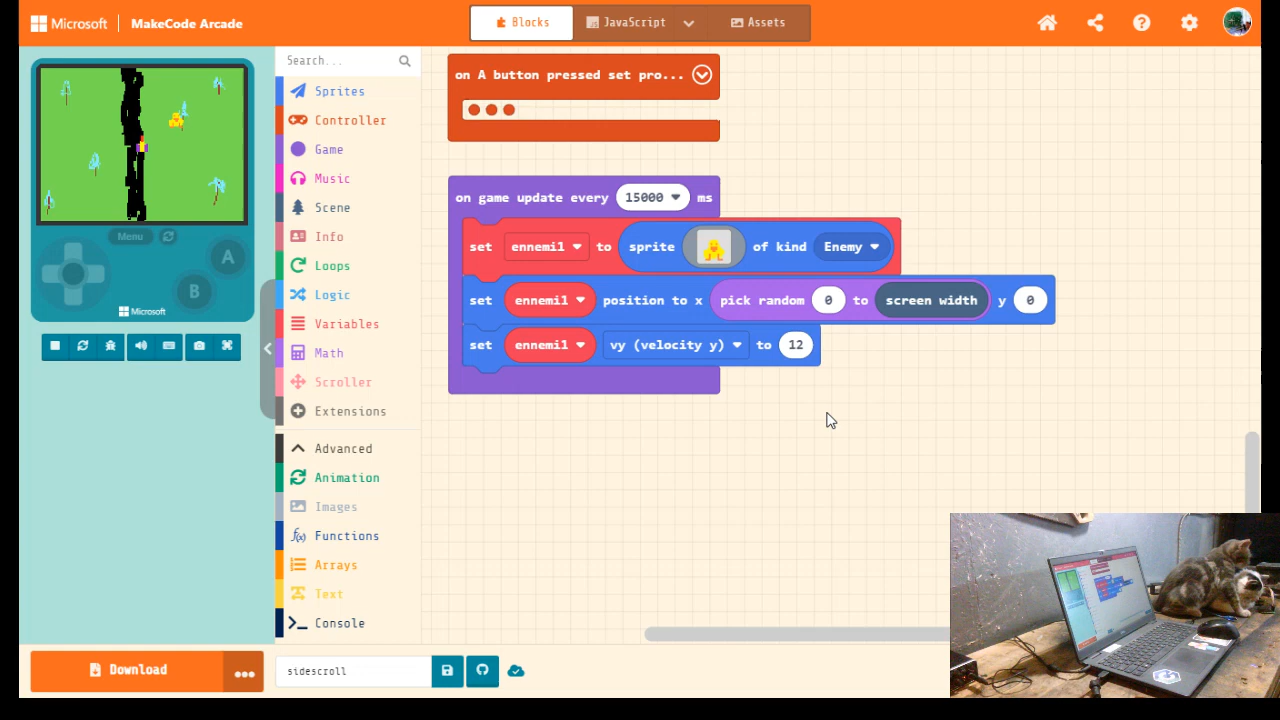 Microsoft MakeCode Arcade Blocks JavaScript Assets
Menu
A
B
Microsoft
Search...
Sprites
Controller
Game
Music
Scene
Info
Loops
Logic
Variables
Math
Scroller
Extensions
Advanced
Animation
Images
Functions
Arrays
Text
Console
on A button pressed set pro...
on game update every 15000 ms
set ennemi1 to sprite of kind Enemy
set ennemi1 position to x pick random 0 to screen width y 0
set ennemi1 vy (velocity y) to 12
Download
sidescroll